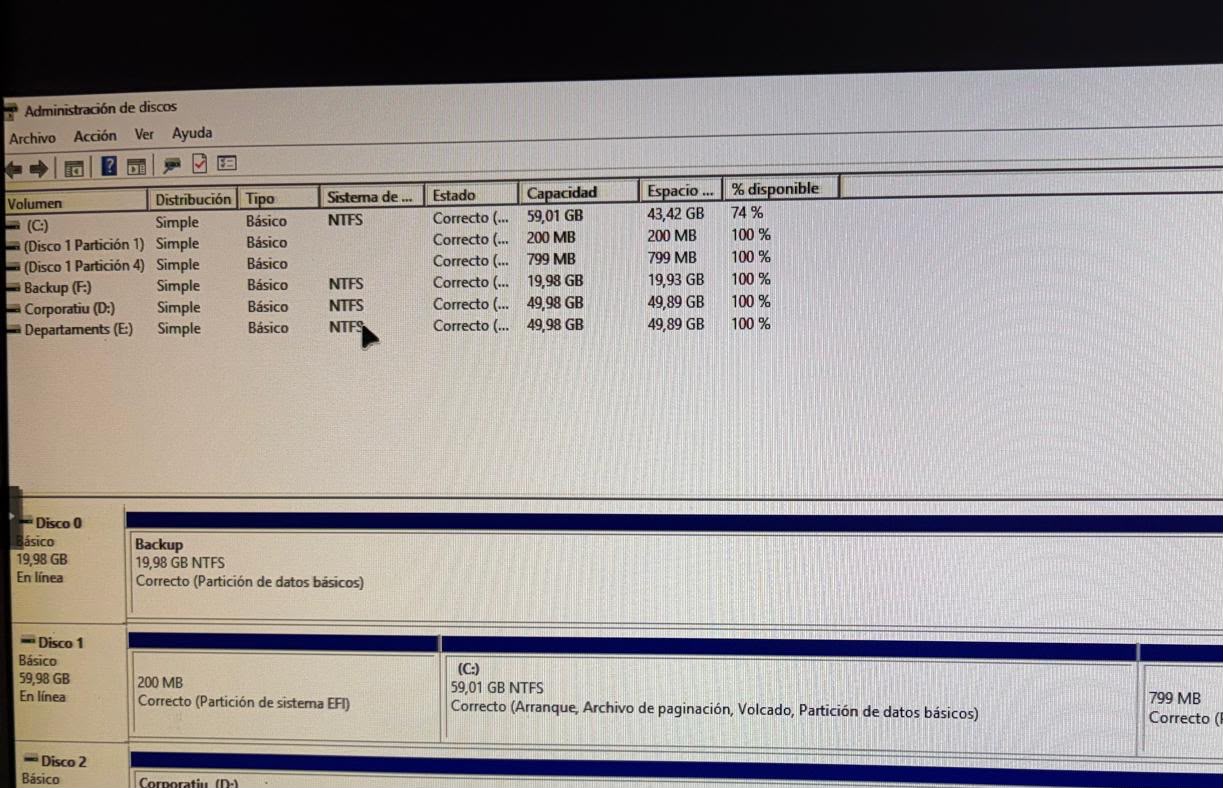 Administración de discos
Archivo Acción Ver Ayuda
Volumen Distribución Tipo Sistema de ... Estado Capacidad Espacio ... % disponible
(C:) Simple Básico NTFS Correcto (... 59,01 GB 43,42 GB 74 %
(Disco 1 Partición 1) Simple Básico Correcto (... 200 MB 200 MB 100 %
(Disco 1 Partición 4) Simple Básico Correcto (... 799 MB 799 MB 100 %
Backup (F:) Simple Básico NTFS Correcto (... 19,98 GB 19,93 GB 100 %
Corporatiu (D:) Simple Básico NTFS Correcto (... 49,98 GB 49,89 GB 100 %
Departaments (E:) Simple Básico NTFS Correcto (... 49,98 GB 49,89 GB 100 %
Disco 0
Básico
19,98 GB
En línea
Backup
19,98 GB NTFS
Correcto (Partición de datos básicos)
Disco 1
Básico
59,98 GB
En línea
200 MB
Correcto (Partición de sistema EFI)
(C:)
59,01 GB NTFS
Correcto (Arranque, Archivo de paginación, Volcado, Partición de datos básicos)
799 MB
Correcto (
Disco 2
Básico
Corporatiu (D:)